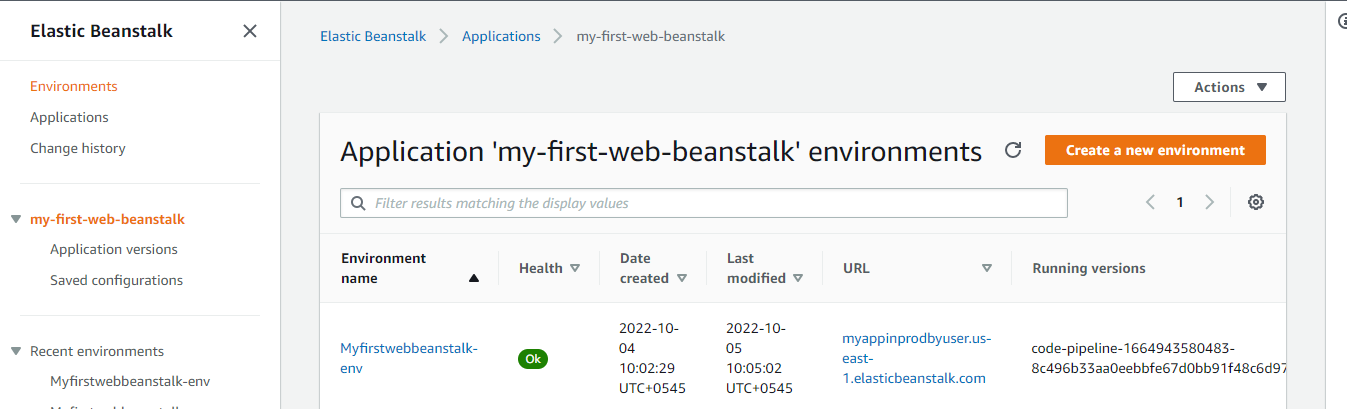 Elastic Beanstalk
Environments
Applications
Change history
my-first-web-beanstalk
Application versions
Saved configurations
Recent environments
Myfirstwebbeanstalk-env
Elastic Beanstalk
Applications
my-first-web-beanstalk
Actions
Application 'my-first-web-beanstalk' environments
Create a new environment
Filter results matching the display values
1
Environment
name
Health
Date
created
Last
modified
URL
Running versions
Myfirstwebbeanstalk-
env
Ok
2022-10-
04
10:02:29
UTC+0545
2022-10-
05
10:05:02
UTC+0545
myappinprodbyuser.us-
east-
1.elasticbeanstalk.com
code-pipeline-1664943580483-
8c496b33aa0eebbfe67d0bb91f48c6d97